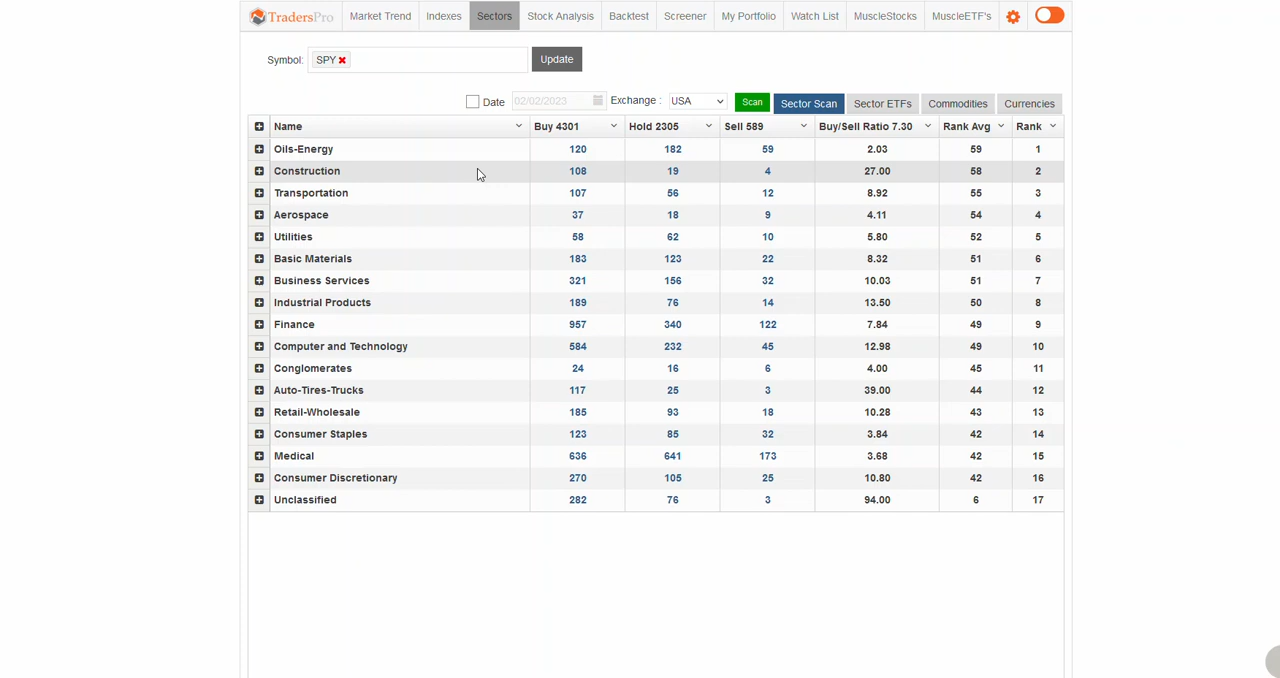 TradersPro Market Trend Indexes Sectors Stock Analysis Backtest Screener My Portfolio Watch List MuscleStocks MuscleETF's
Symbol: SPY Update
Date 02/02/2023 Exchange : USA Scan Sector Scan Sector ETFs Commodities Currencies
Name Buy 4301 Hold 2305 Sell 589 Buy/Sell Ratio 7.30 Rank Avg Rank
Oils-Energy 120 182 59 2.03 59 1
Construction 108 19 4 27.00 58 2
Transportation 107 56 12 8.92 55 3
Aerospace 37 18 9 4.11 54 4
Utilities 58 62 10 5.80 52 5
Basic Materials 183 123 22 8.32 51 6
Business Services 321 156 32 10.03 51 7
Industrial Products 189 76 14 13.50 50 8
Finance 957 340 122 7.84 49 9
Computer and Technology 584 232 45 12.98 49 10
Conglomerates 24 16 6 4.00 45 11
Auto-Tires-Trucks 117 25 3 39.00 44 12
Retail-Wholesale 185 93 18 10.28 43 13
Consumer Staples 123 85 32 3.84 42 14
Medical 636 641 173 3.68 42 15
Consumer Discretionary 270 105 25 10.80 42 16
Unclassified 282 76 3 94.00 6 17